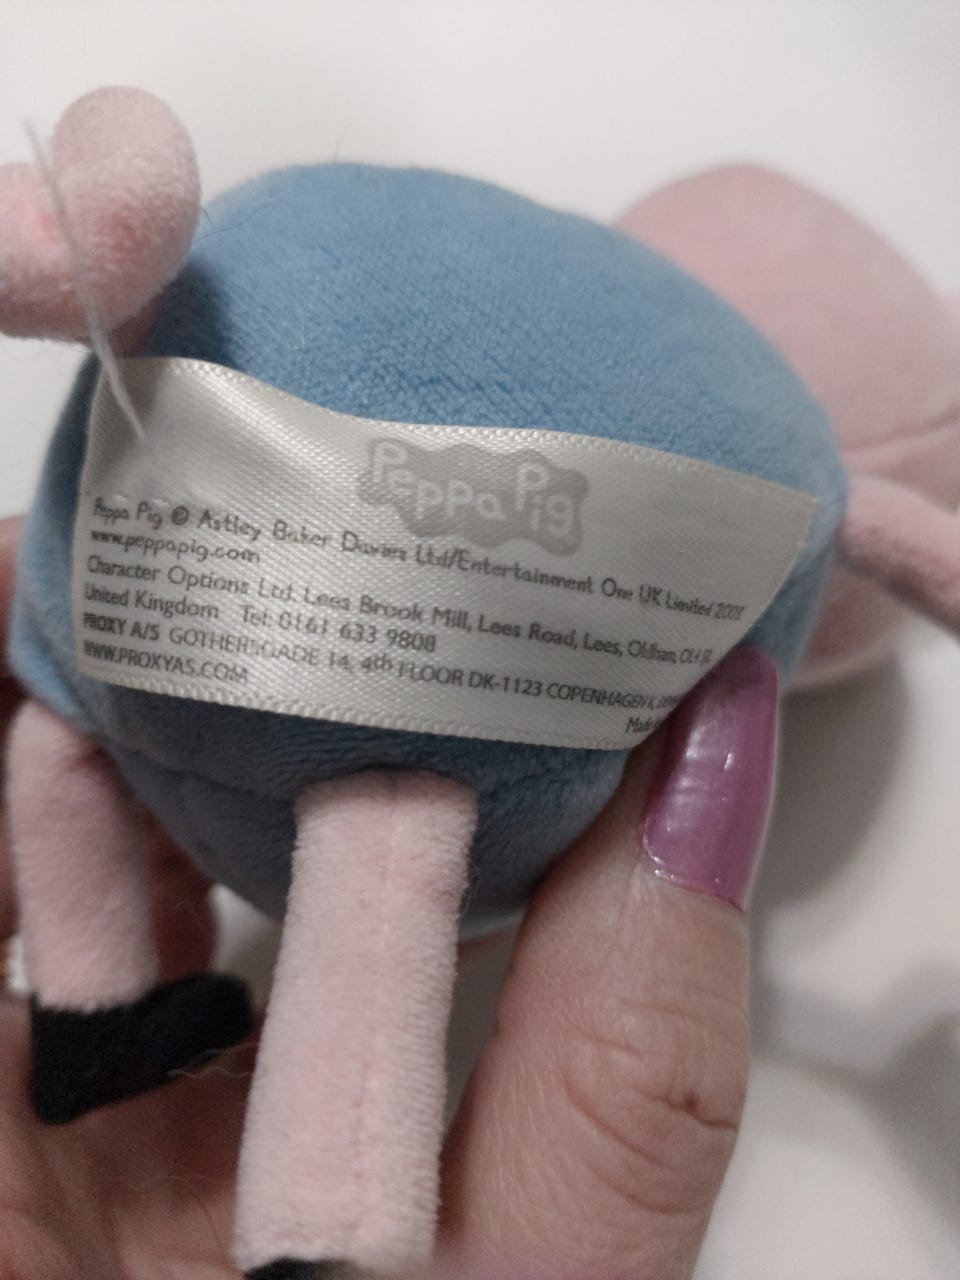 Peppa Pig
Peppa Pig © Astley Baker Davies Ltd/Entertainment One UK Limited
www.peppapig.com
Character Options Ltd. Lees Brook Mill, Lees Road, Lees, Oldham,
United Kingdom Tel: 0161 633 9808
PROXY A/S GOTHERSGADE 14, 4th FLOOR DK-1123 COPENHAGEN K,
WWW.PROXYAS.COM
Made